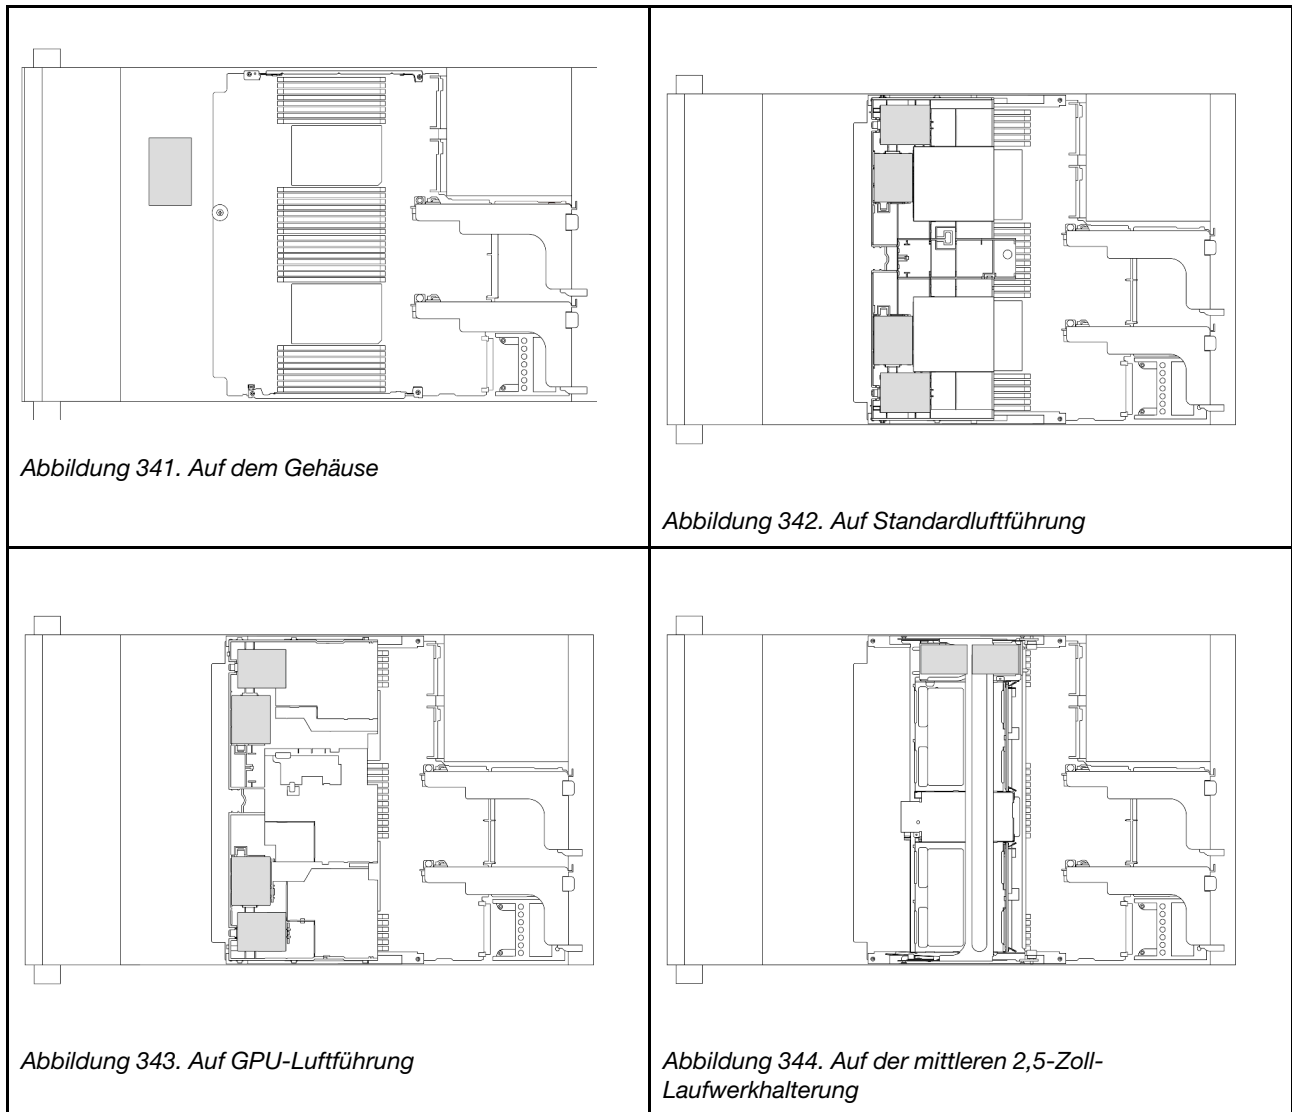 Abbildung 341. Auf dem Gehäuse
Abbildung 342. Auf Standardluftführung
Abbildung 343. Auf GPU-Luftführung
Abbildung 344. Auf der mittleren 2,5-Zoll-
Laufwerkhalterung